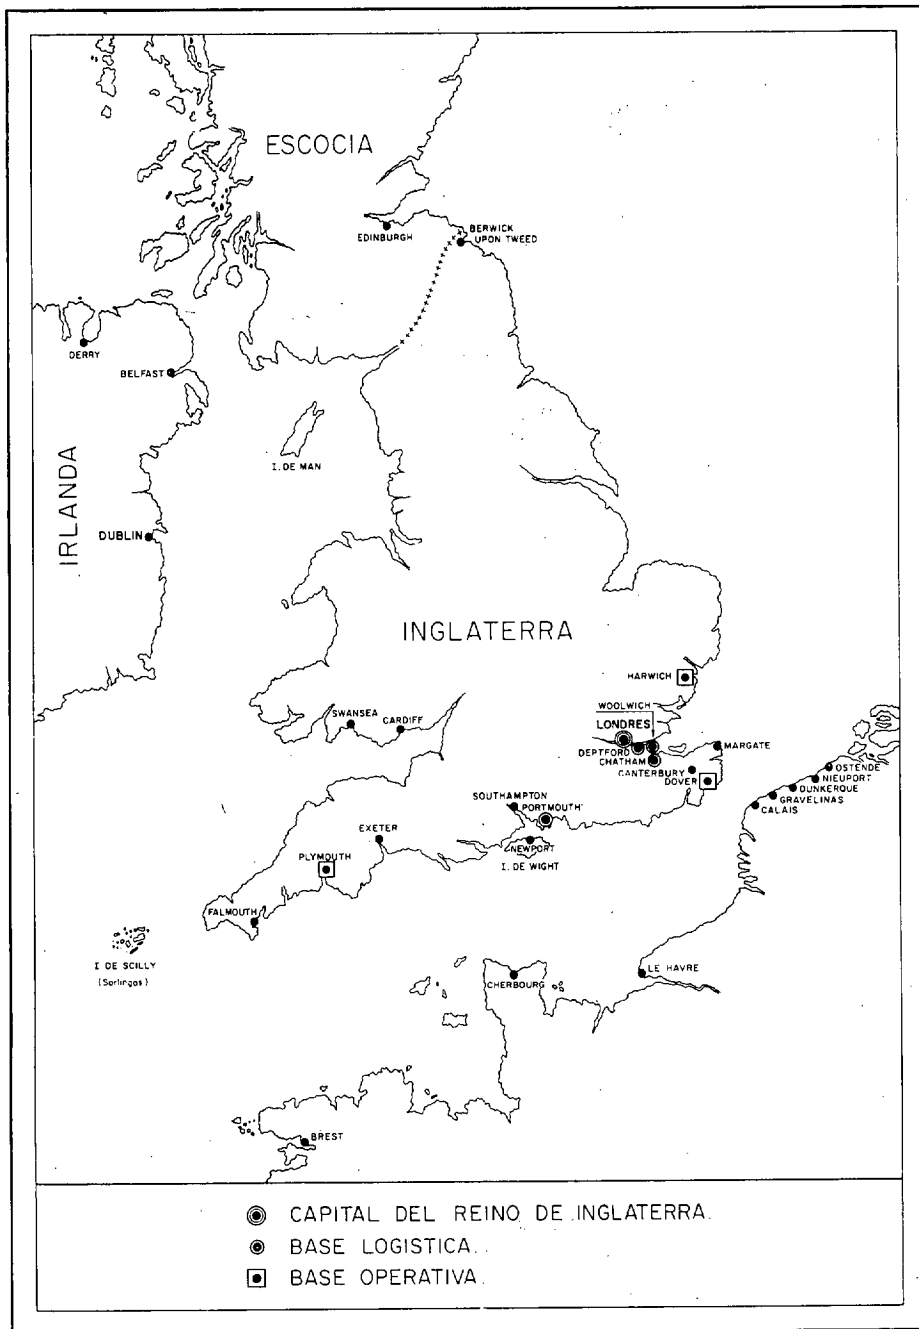 ESCOCIA
EDINBURGH
BERWICK
UPON TWEED
DERRY
BELFAST
I. DE MAN
IRLANDA
DUBLIN
INGLATERRA
HARWICH
WOOLWICH
LONDRES
SWANSEA
CARDIFF
DEPTFORD
CHATHAM
MARGATE
CANTERBURY
DOVER
OSTENDE
NIEUPORT
DUNKERQUE
GRAVELINAS
CALAIS
SOUTHAMPTON
PORTMOUTH
EXETER
NEWPORT
I. DE WIGHT
PLYMOUTH
FALMOUTH
I DE SCILLY
(Sorlingas)
LE HAVRE
CHERBOURG
BREST
CAPITAL DEL REINO DE INGLATERRA.
BASE LOGISTICA.
BASE OPERATIVA.